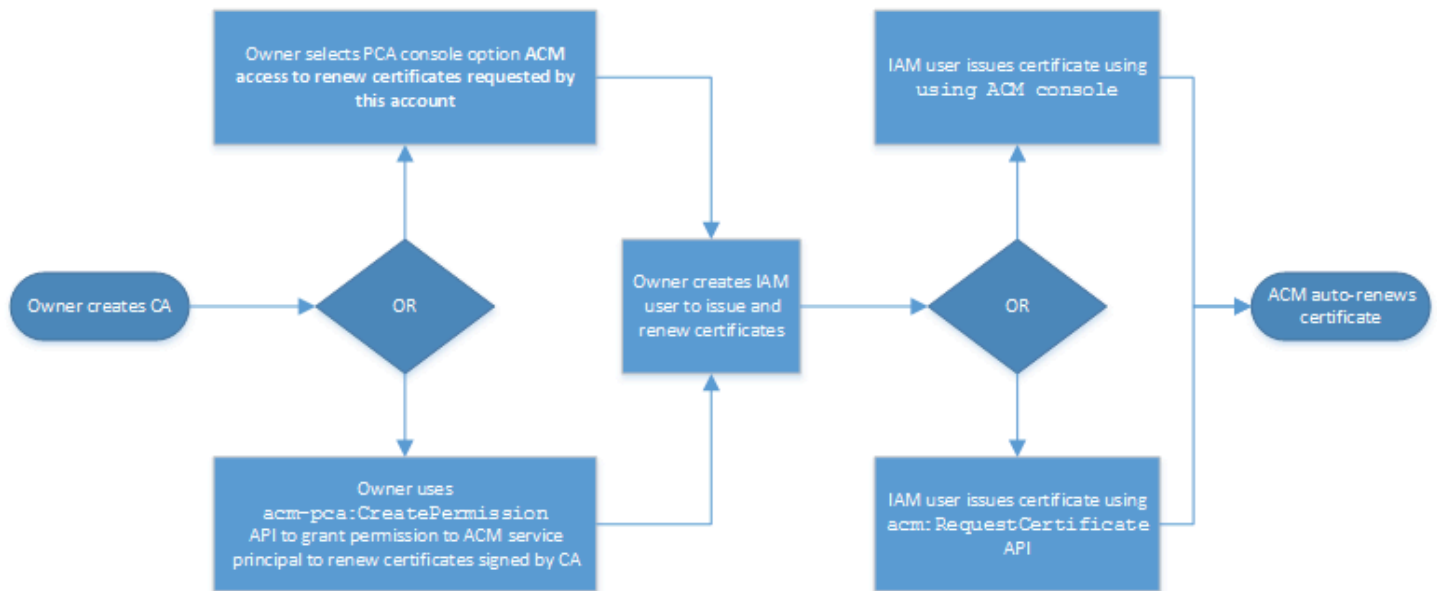 Owner creates CA
OR
Owner selects PCA console option ACM
access to renew certificates requested by
this account
Owner uses
acm-pca:CreatePermission
API to grant permission to ACM service
principal to renew certificates signed by CA
Owner creates IAM
user to issue and
renew certificates
OR
IAM user issues certificate using
using ACM console
IAM user issues certificate using
acm:RequestCertificate
API
ACM auto-renews
certificate